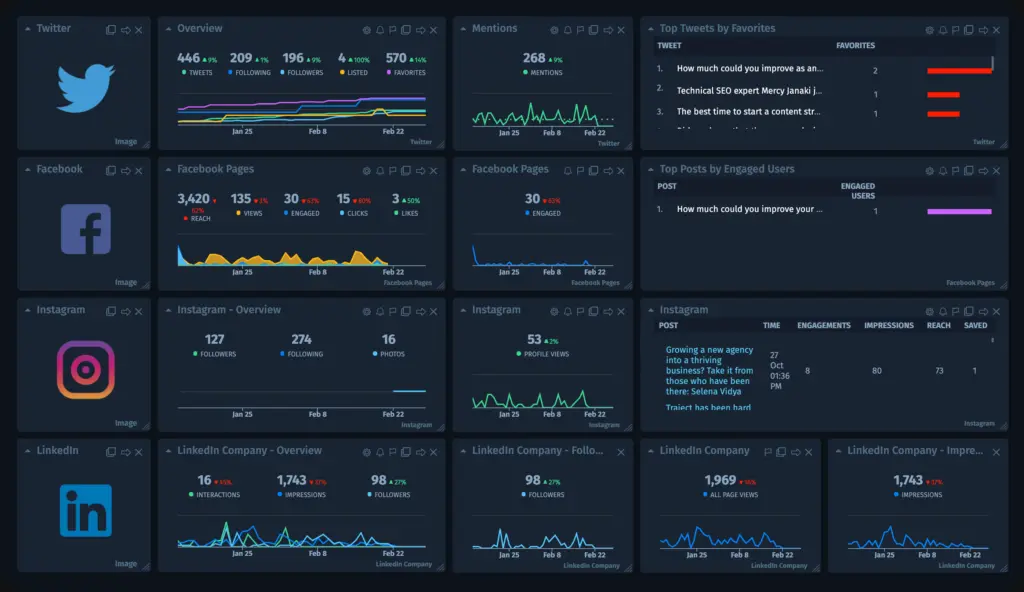 Twitter
Image
Overview
446 9% 209 1% 196 9% 4 100% 570 14%
TWEETS FOLLOWING FOLLOWERS LISTED FAVORITES
Jan 25 Feb 8 Feb 22
Twitter
Mentions
268 9%
MENTIONS
Jan 25 Feb 8 Feb 22
Twitter
Top Tweets by Favorites
TWEET FAVORITES
1. How much could you improve as an... 2
2. Technical SEO expert Mercy Janaki j... 1
3. The best time to start a content str... 1
Twitter
Facebook
Image
Facebook Pages
3,420 82% 135 135 30 15 3 50%
REACH VIEWS ENGAGED CLICKS LIKES
Jan 25 Feb 8 Feb 22
Facebook Pages
Facebook Pages
30
ENGAGED
Jan 25 Feb 8 Feb 22
Facebook Pages
Top Posts by Engaged Users
POST ENGAGED
USERS
1. How much could you improve your ... 1
Facebook Pages
Instagram
Image
Instagram - Overview
127 274 16
FOLLOWERS FOLLOWING PHOTOS
Jan 25 Feb 8 Feb 22
Instagram
Instagram
53 2%
PROFILE VIEWS
Jan 25 Feb 8 Feb 22
Instagram
Instagram
POST TIME ENGAGEMENTS IMPRESSIONS REACH SAVED
Growing a new agency
into a thriving
business? Take it from
those who have been
there: Selena Vidya
27
Oct
01:36
PM
8 80 73 1
Instagram
LinkedIn
in
Image
LinkedIn Company - Overview
16 1,743 98 27%
INTERACTIONS IMPRESSIONS FOLLOWERS
Jan 25 Feb 8 Feb 22
LinkedIn Company
LinkedIn Company - Follo...
98 27%
FOLLOWERS
Jan 25 Feb 8 Feb 22
LinkedIn Company
LinkedIn Company
1,969
ALL PAGE VIEWS
Jan 25 Feb 8 Feb 22
LinkedIn Company
LinkedIn Company - Impre...
1,743
IMPRESSIONS
Jan 25 Feb 8 Feb 22
LinkedIn Company